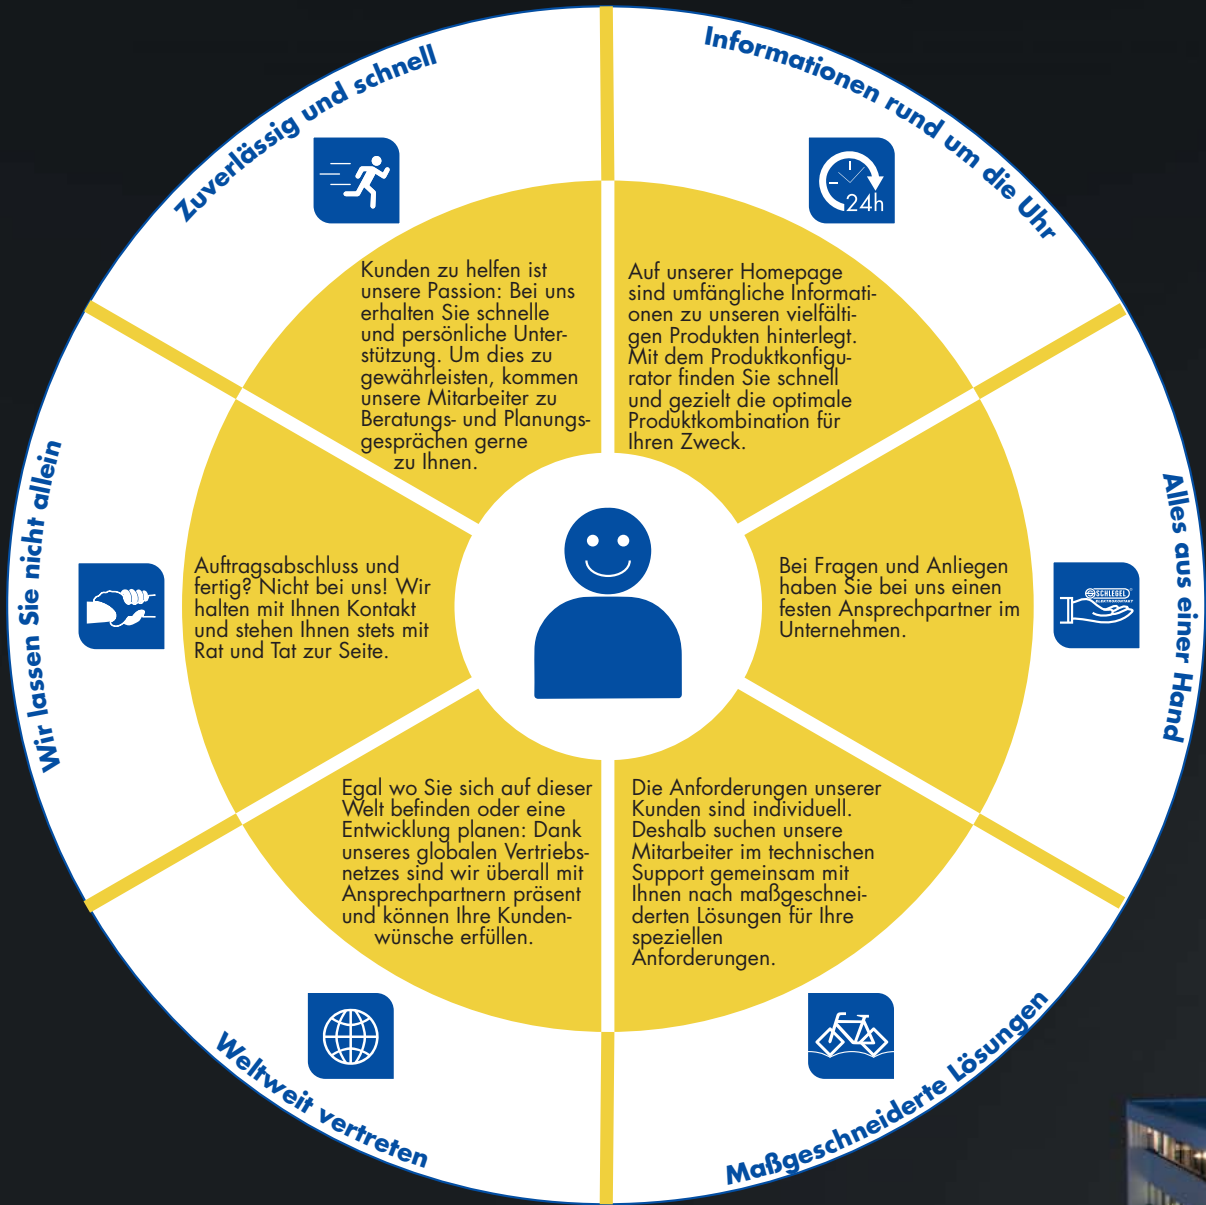 Zuverlässig und schnell
Kunden zu helfen ist
unsere Passion: Bei uns
erhalten Sie schnelle
und persönliche Unter-
stützung. Um dies zu
gewährleisten, kommen
unsere Mitarbeiter zu
Beratungs- und Planungs-
gesprächen gerne
zu Ihnen.
Informationen rund um die Uhr
24h
Auf unserer Homepage
sind umfängliche Informati-
onen zu unseren vielfälti-
gen Produkten hinterlegt.
Mit dem Produktkonfigu-
rator finden Sie schnell
und gezielt die optimale
Produktkombination für
Ihren Zweck.
Alles aus einer Hand
SCHLEGEL
ELEKTROKONTAKT
Bei Fragen und Anliegen
haben Sie bei uns einen
festen Ansprechpartner im
Unternehmen.
Maßgeschneiderte Lösungen
Die Anforderungen unserer
Kunden sind individuell.
Deshalb suchen unsere
Mitarbeiter im technischen
Support gemeinsam mit
Ihnen nach maßgeschnei-
derten Lösungen für Ihre
speziellen
Anforderungen.
Weltweit vertreten
Egal wo Sie sich auf dieser
Welt befinden oder eine
Entwicklung planen: Dank
unseres globalen Vertriebs-
netzes sind wir überall mit
Ansprechpartnern präsent
und können Ihre Kunden-
wünsche erfüllen.
Wir lassen Sie nicht allein
Auftragsabschluss und
fertig? Nicht bei uns! Wir
halten mit Ihnen Kontakt
und stehen Ihnen stets mit
Rat und Tat zur Seite.